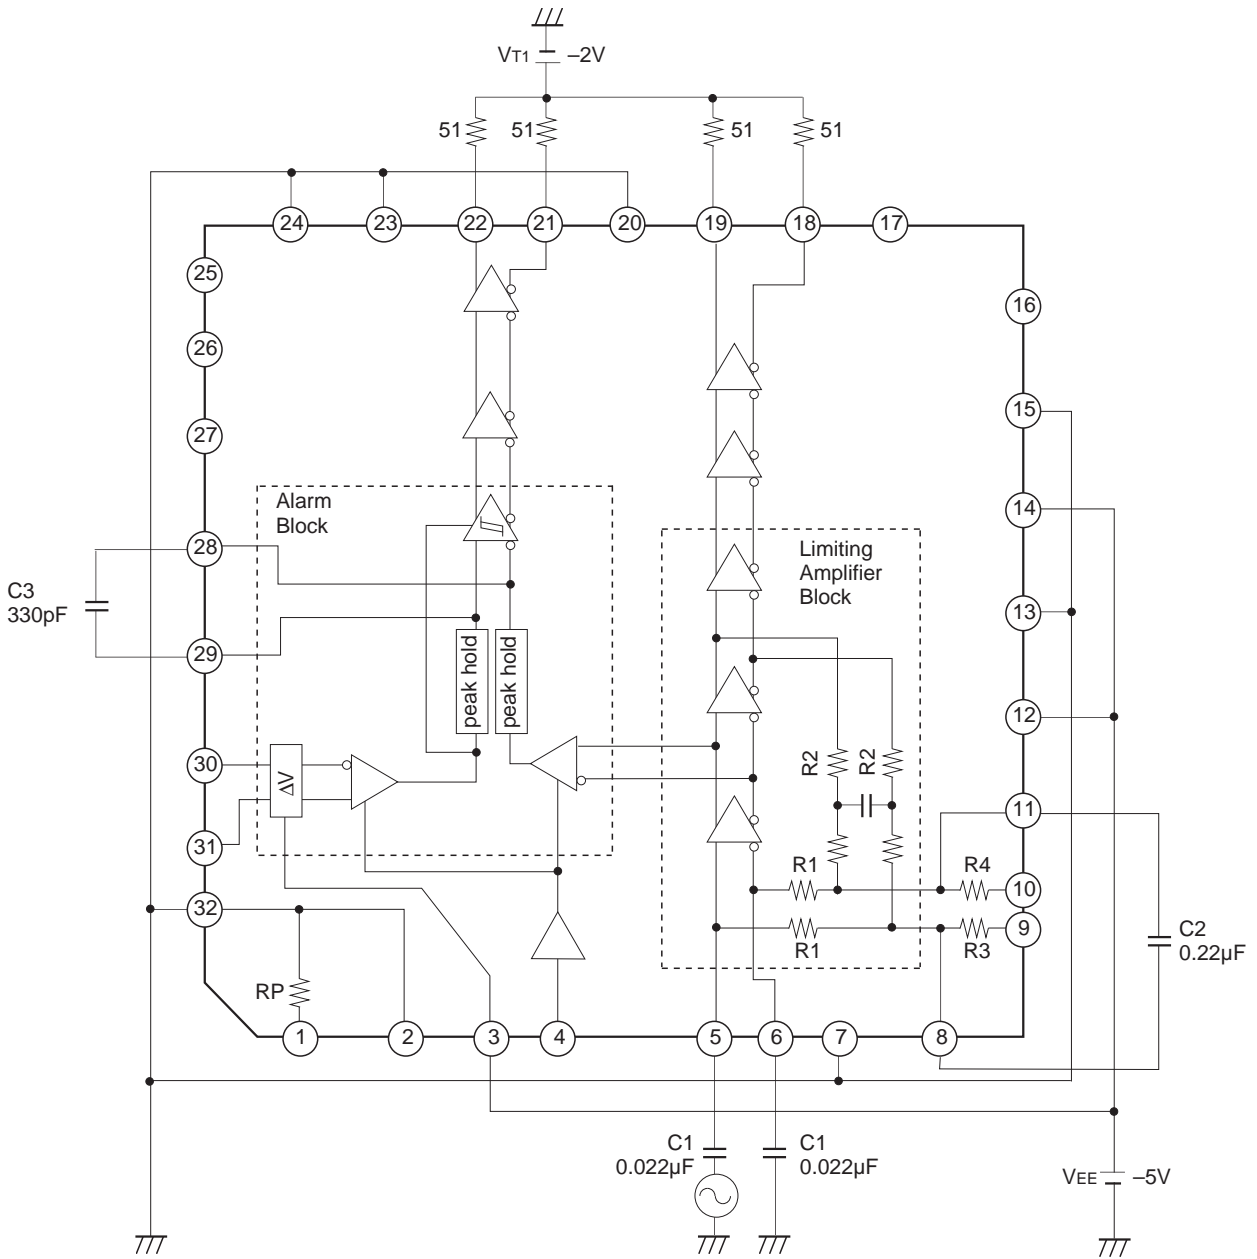 VT1 –2V
51 51 51 51
24 23 22 21 20 19 18 17
25
16
26
15
27
Alarm
Block
14
28
Limiting
Amplifier
Block
C3
330pF
13
29
peak hold
peak hold
12
30
ΔV
R2
R2
11
31
R1
R4
10
32
9
R1
R3
C2
0.22µF
RP
1 2 3 4 5 6 7 8
C1
0.022µF
C1
0.022µF
VEE –5V